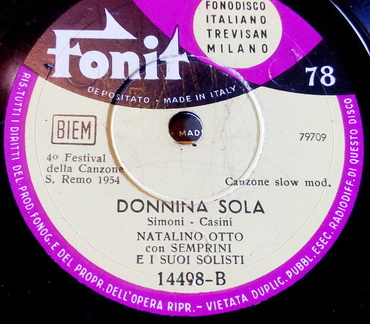 FONODISCO
ITALIANO
TREVISAN
MILANO
Fonit
78
DEPOSITATO - MADE IN ITALY
BIEM
MAD
79709
4º Festival
della Canzone
S. Remo 1954
Canzone slow mod.
DONNINA SOLA
Simoni - Casini
NATALINO OTTO
con SEMPRINI
E I SUOI SOLISTI
14498-B
RIS. TUTTI I DIRITTI DEL PROD. FONOG. E DEL PROPR. DELL'OPERA RIPR. - VIETATA DUPLIC. PUBBL. ESEC. RADIODIFF. DI QUESTO DISCO